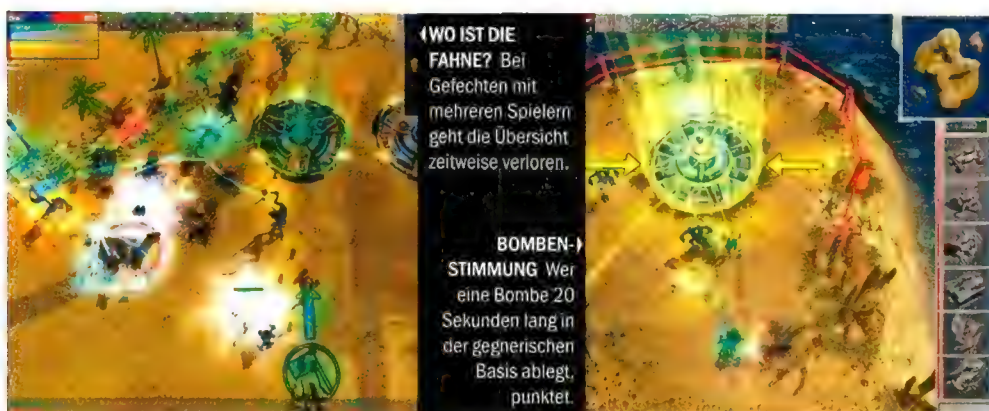 WO IST DIE
FAHNE? Bei
Gefechten mit
mehreren Spielern
geht die Übersicht
zeitweise verloren.
BOMBEN-
STIMMUNG Wer
eine Bombe 20
Sekunden lang in
der gegnerischen
Basis ablegt,
punktet.